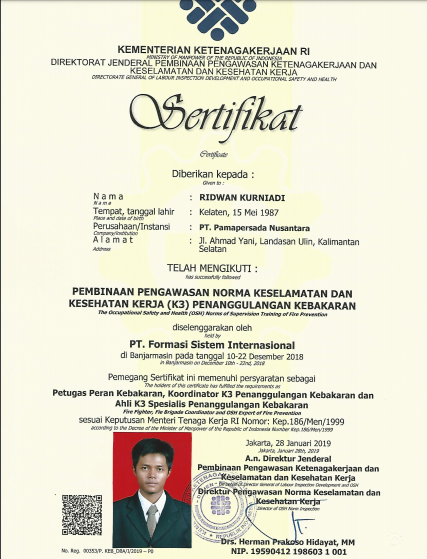 KEMENTERIAN KETENAGAKERJAAN RI
MINISTRY OF MANPOWER OF THE REPUBLIC OF INDONESIA
DIREKTORAT JENDERAL PEMBINAAN PENGAWASAN KETENAGAKERJAAN DAN
KESELAMATAN DAN KESEHATAN KERJA
DIRECTORATE GENERAL OF LABOUR INSPECTION DEVELOPMENT AND OCCUPATIONAL SAFETY AND HEALTH
Sertifikat
Certificate
Diberikan kepada :
Given to :
Nama : RIDWAN KURNIADI
Name
Tempat, tanggal lahir : Kelaten, 15 Mei 1987
Place and date of birth
Perusahaan/Instansi : PT. Pamapersada Nusantara
Company/Institution
Alamat : Jl. Ahmad Yani, Landasan Ulin, Kalimantan
Address Selatan
TELAH MENGIKUTI :
has successfully followed
PEMBINAAN PENGAWASAN NORMA KESELAMATAN DAN
KESEHATAN KERJA (K3) PENANGGULANGAN KEBAKARAN
The Occupational Safety and Health (OSH) Norms of Supervision Training of Fire Prevention
diselenggarakan oleh
held by
PT. Formasi Sistem Internasional
di Banjarmasin pada tanggal 10-22 Desember 2018
in Banjarmasin on December 10th - 22nd, 2018
Pemegang Sertifikat ini memenuhi persyaratan sebagai
The holders of this certificate has fulfilled the requirements as
Petugas Peran Kebakaran, Koordinator K3 Penanggulangan Kebakaran dan
Ahli K3 Spesialis Penanggulangan Kebakaran
Fire Fighter, Fie Brigade Coordinator and OSH Expert of Fire Prevention
sesuai Keputusan Menteri Tenaga Kerja RI Nomor: Kep.186/Men/1999
according to the Decree of the Minister of Manpower of the Republic of Indonesia Number Kep.186/Men/1999
Jakarta, 28 Januari 2019
Jakarta, January 28th, 2019
A.n. Direktur Jenderal
Pembinaan Pengawasan Ketenagakerjaan dan
Keselamatan dan Kesehatan Kerja
Director General of Labour Inspection Development and OSH
Direktur Pengawasan Norma Keselamatan dan
Kesehatan Kerja
Director of OSH Norm Inspection
Drs. Herman Prakoso Hidayat, MM
NIP. 19590412 198603 1 001
No. Reg. 00353/P. KEB_DBA/I/2019 – P0